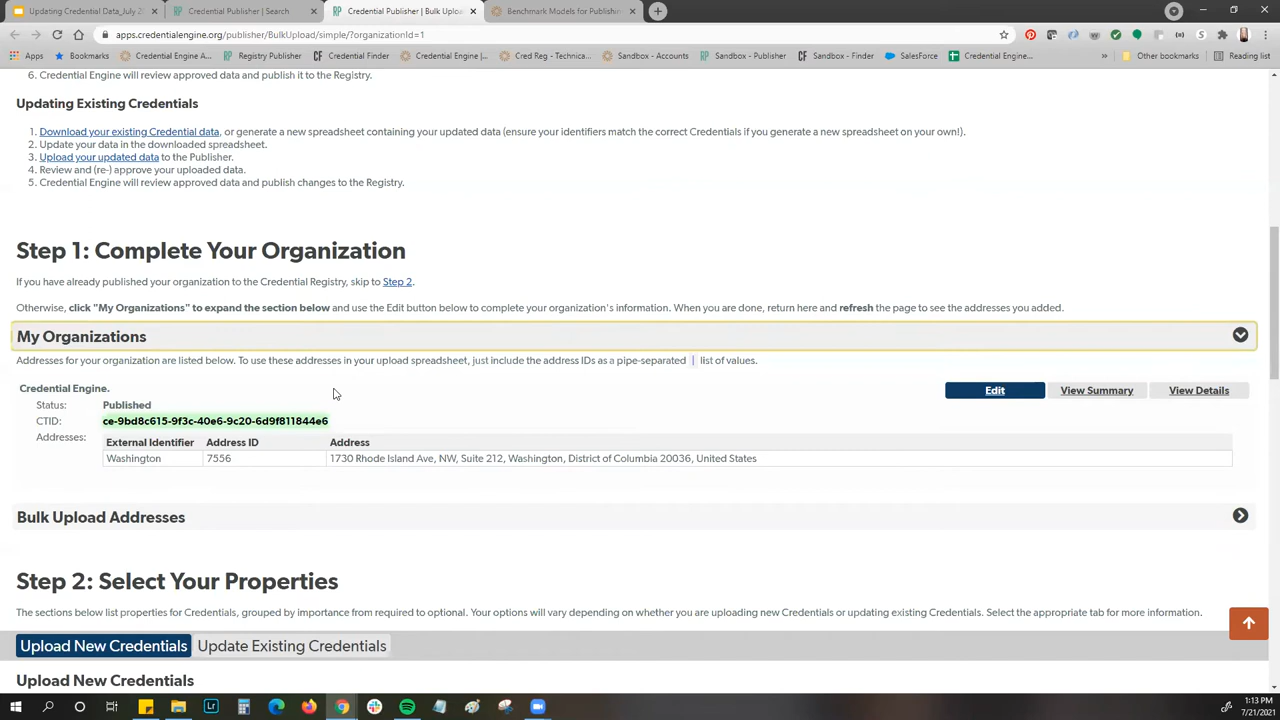 Updating Credential Data_July 20
Credential Publisher | Search
Credential Publisher | Bulk Uploa
Benchmark Models for Publishin
apps.credentialengine.org/publisher/BulkUpload/simple/?organizationId=1
Apps
Bookmarks
Credential Engine A...
Registry Publisher
Credential Finder
Credential Engine |...
Cred Reg - Technica...
Sandbox - Accounts
Sandbox - Publisher
Sandbox - Finder
SalesForce
Credential Engine...
Other bookmarks
Reading list
6. Credential Engine will review approved data and publish it to the Registry.
Updating Existing Credentials
1. Download your existing Credential data, or generate a new spreadsheet containing your updated data (ensure your identifiers match the correct Credentials if you generate a new spreadsheet on your own!).
2. Update your data in the downloaded spreadsheet.
3. Upload your updated data to the Publisher.
4. Review and (re-) approve your uploaded data.
5. Credential Engine will review approved data and publish changes to the Registry.
Step 1: Complete Your Organization
If you have already published your organization to the Credential Registry, skip to Step 2.
Otherwise, click "My Organizations" to expand the section below and use the Edit button below to complete your organization's information. When you are done, return here and refresh the page to see the addresses you added.
My Organizations
Addresses for your organization are listed below. To use these addresses in your upload spreadsheet, just include the address IDs as a pipe-separated | list of values.
Credential Engine.
Edit View Summary View Details
Status: Published
CTID: ce-9bd8c615-9f3c-40e6-9c20-6d9f811844e6
Addresses: External Identifier Address ID Address
Washington 7556 1730 Rhode Island Ave, NW, Suite 212, Washington, District of Columbia 20036, United States
Bulk Upload Addresses
Step 2: Select Your Properties
The sections below list properties for Credentials, grouped by importance from required to optional. Your options will vary depending on whether you are uploading new Credentials or updating existing Credentials. Select the appropriate tab for more information.
Upload New Credentials Update Existing Credentials
Upload New Credentials
1:13 PM
7/21/2021